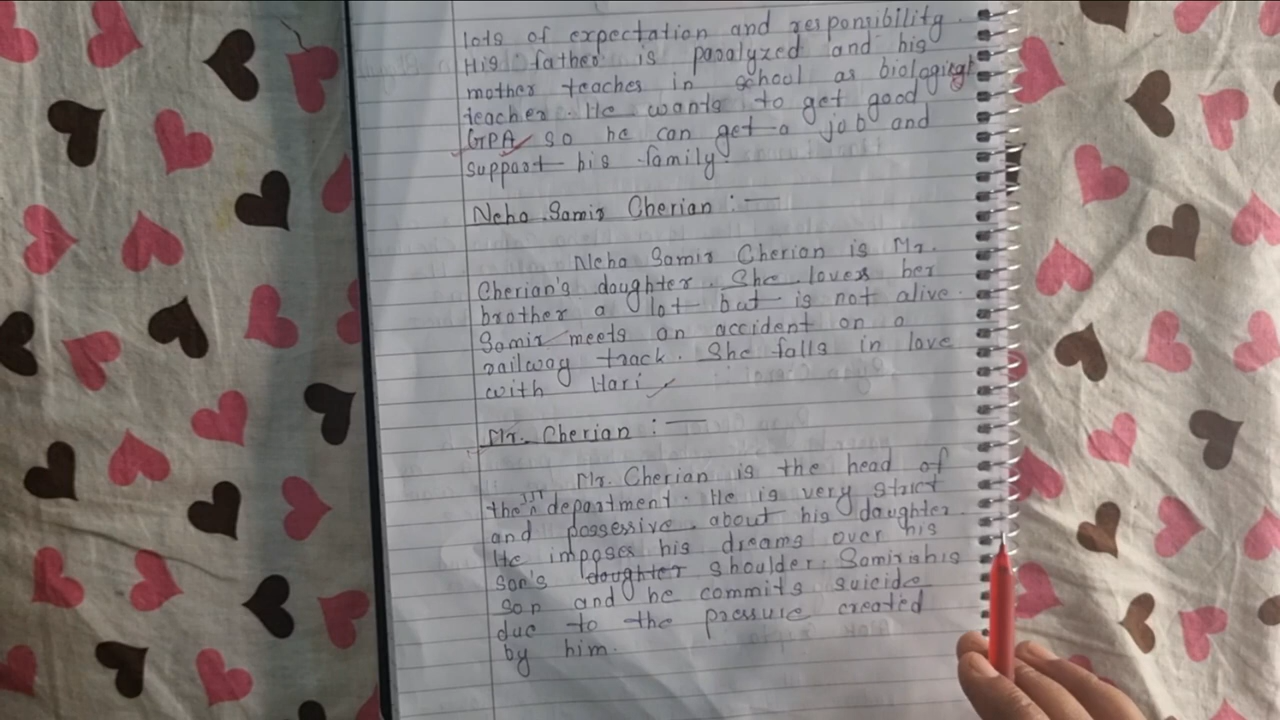 lots of expectation and responsibility.
His father is paralyzed and his
mother teaches in school as biological
teacher. He wants to get good
GPA so he can get a job and
support his family.
Neha Samir Cherian :—
Neha Samir Cherian is Mr.
Cherian's daughter. She loves her
brother a lot but is not alive.
Samir meets an accident on a
railway track. She falls in love
with Hari
Mr. Cherian :—
Mr. Cherian is the head of
the IIT department. He is very strict
and possessive about his daughter.
He imposes his dreams over his
son's daughter shoulder. Samir is his
son and he commits suicide
due to the pressure created
by him.